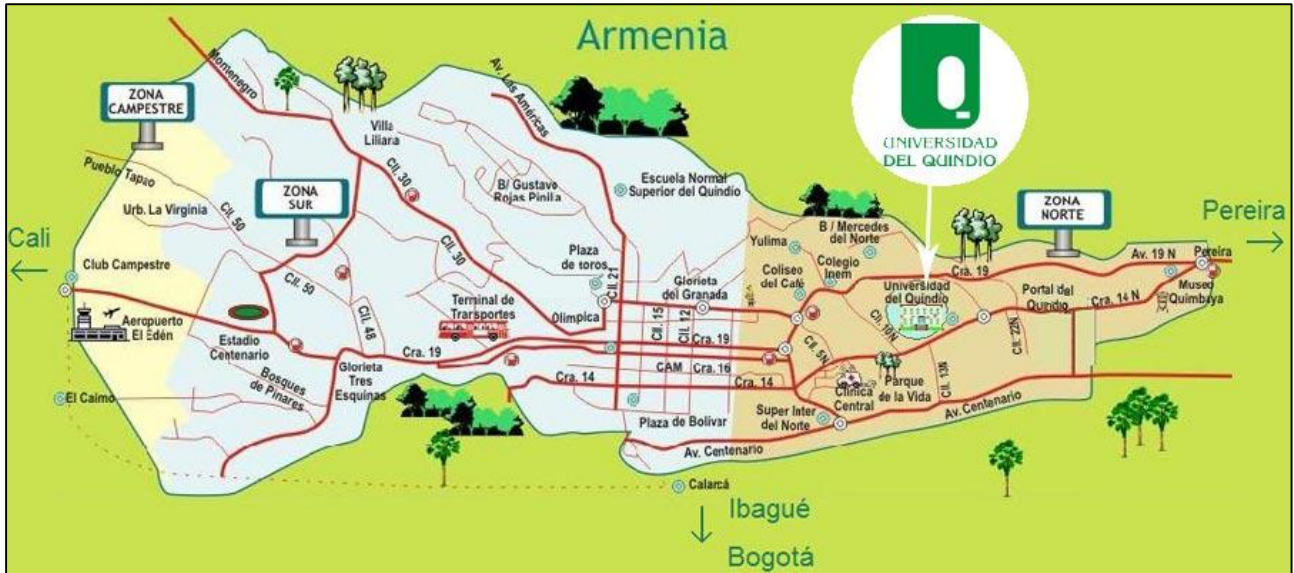 Armenia
UNIVERSIDAD
DEL QUINDIO
Montenegro
Av. Las Américas
ZONA
CAMPESTRE
Villa
Liliana
Cll. 30
B/ Gustavo
Rojas Pinilla
Escuela Normal
Superior del Quindío
Pueblo Tapao
ZONA
SUR
ZONA
NORTE
Pereira
Urb. La Virginia
Cll. 50
B / Mercedes
del Norte
Yulima
Cali
Club Campestre
Cll. 30
Plaza
de toros
Coliseo
del Café
Colegio
Inem
Cra. 19
Av. 19 N
Pereira
Cll. 50
Cll. 21
Glorieta
del Granada
Universidad
del Quindío
Portal del
Quindío
Cra. 14 N
Museo
Quimbaya
Aeropuerto
El Edén
Terminal de
Transportes
Olimpica
Cll. 15
Cll. 12
Cll. 10N
Cll. 22N
Estadio
Centenario
Cll. 48
Cra. 19
Cra. 19
Cll. 5N
Glorieta
Tres
Esquinas
Bosques
de Pinares
CAM
Cra. 16
Cra. 14
Cra. 14
Clínica
Central
Parque
de la Vida
Cll. 13N
El Caimo
Plaza de Bolívar
Super Inter
del Norte
Av. Centenario
Av. Centenario
Calarcá
Ibagué
Bogotá